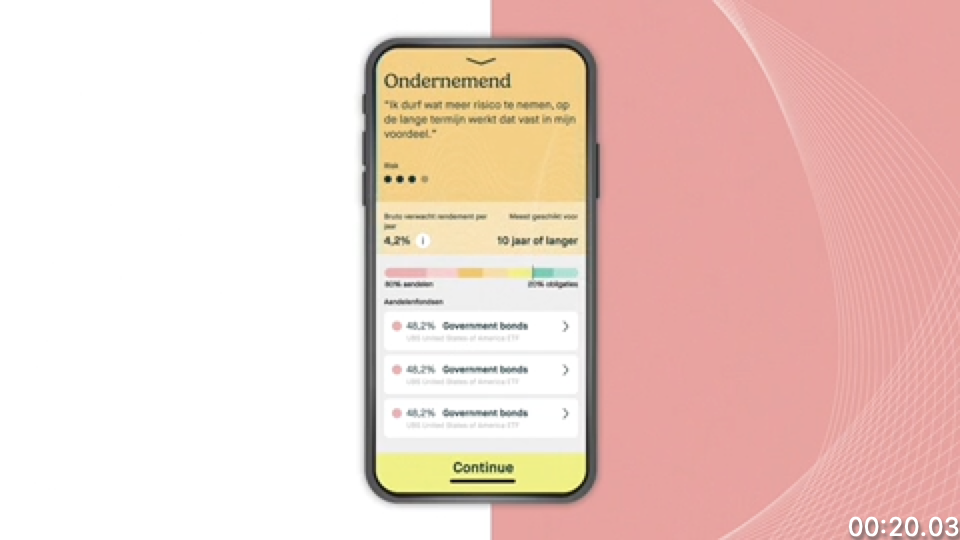 Ondernemend
“Ik durf wat meer risico te nemen, op
de lange termijn werkt dat vast in mijn
voordeel.”
Risk
Bruto verwacht rendement per
jaar
Meest geschikt voor
4,2% i
10 jaar of langer
80% aandelen
20% obligaties
Aandelenfondsen
48,2% Government bonds
UBS United States of America ETF
48,2% Government bonds
UBS United States of America ETF
48,2% Government bonds
UBS United States of America ETF
Continue
00:20.03